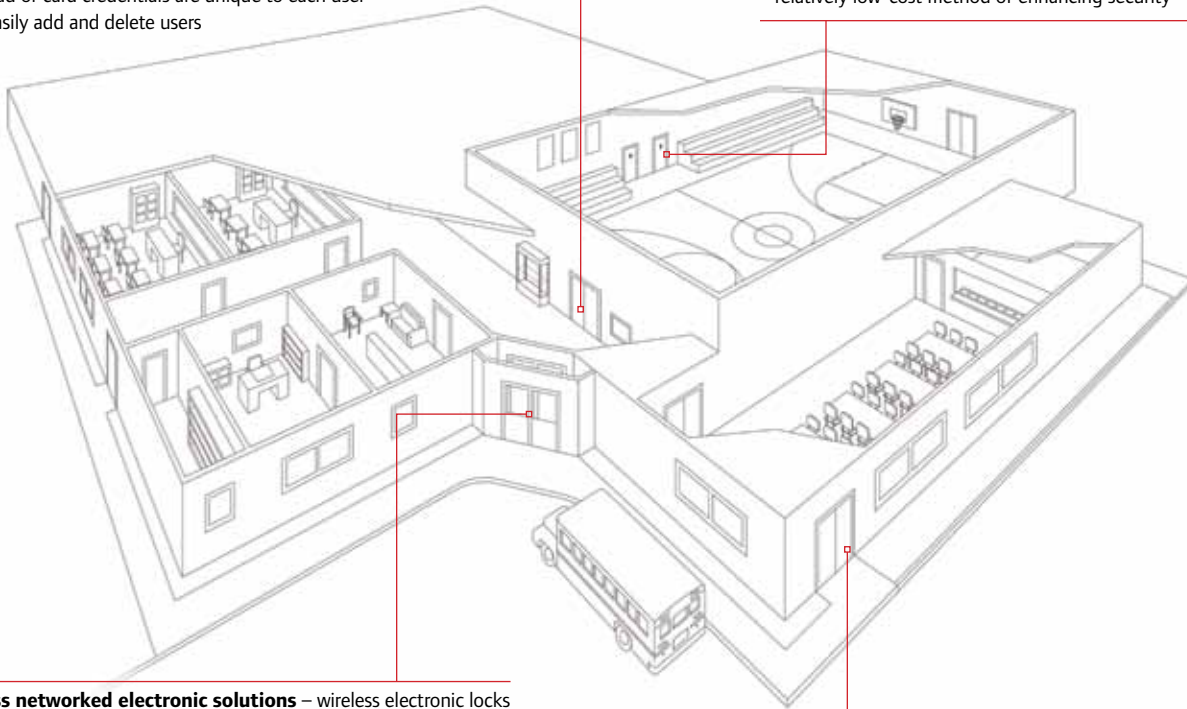 or card credentials are unique to each user
add and delete users
relatively low-cost method of enhancing security
networked electronic solutions – wireless electronic locks